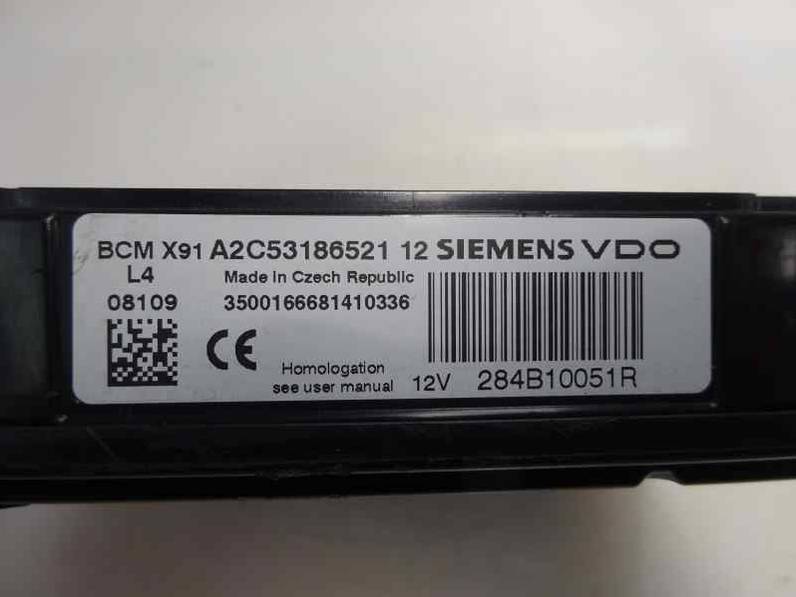 BCM X91 A2C53186521 12 SIEMENS VDO
L4 Made in Czech Republic
08109 3500166681410336
CE
Homologation
see user manual 12V 284B10051R